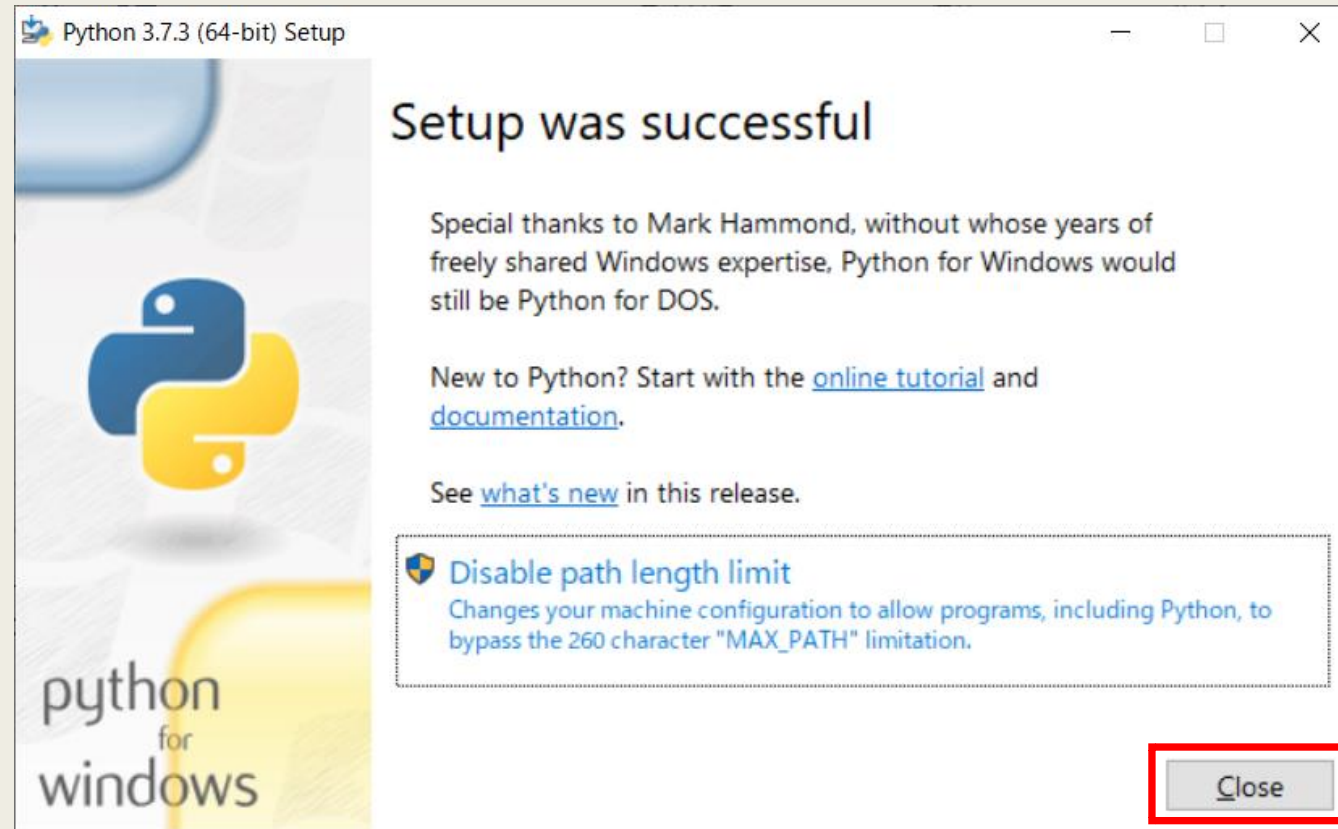 Python 3.7.3 (64-bit) Setup
Setup was successful
Special thanks to Mark Hammond, without whose years of
freely shared Windows expertise, Python for Windows would
still be Python for DOS.
New to Python? Start with the online tutorial and
documentation.
See what's new in this release.
Disable path length limit
Changes your machine configuration to allow programs, including Python, to
bypass the 260 character "MAX_PATH" limitation.
python
for
windows
Close